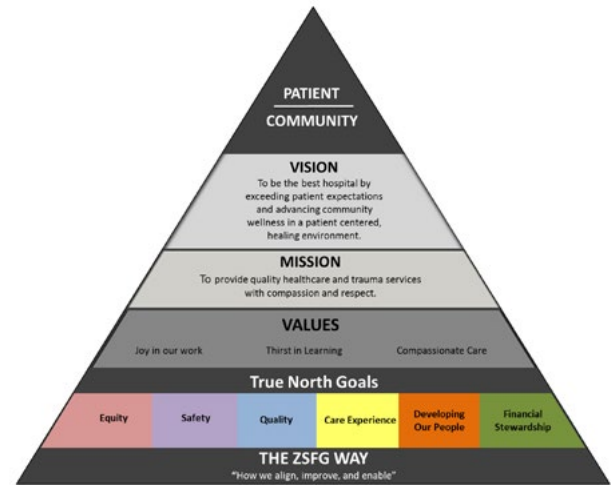 PATIENT
COMMUNITY
VISION
To be the best hospital by
exceeding patient expectations
and advancing community
wellness in a patient centered,
healing environment.
MISSION
To provide quality healthcare and trauma services
with compassion and respect.
VALUES
Joy in our work Thirst in Learning Compassionate Care
True North Goals
Equity Safety Quality Care Experience Developing Our People Financial Stewardship
THE ZSFG WAY
"How we align, improve, and enable"